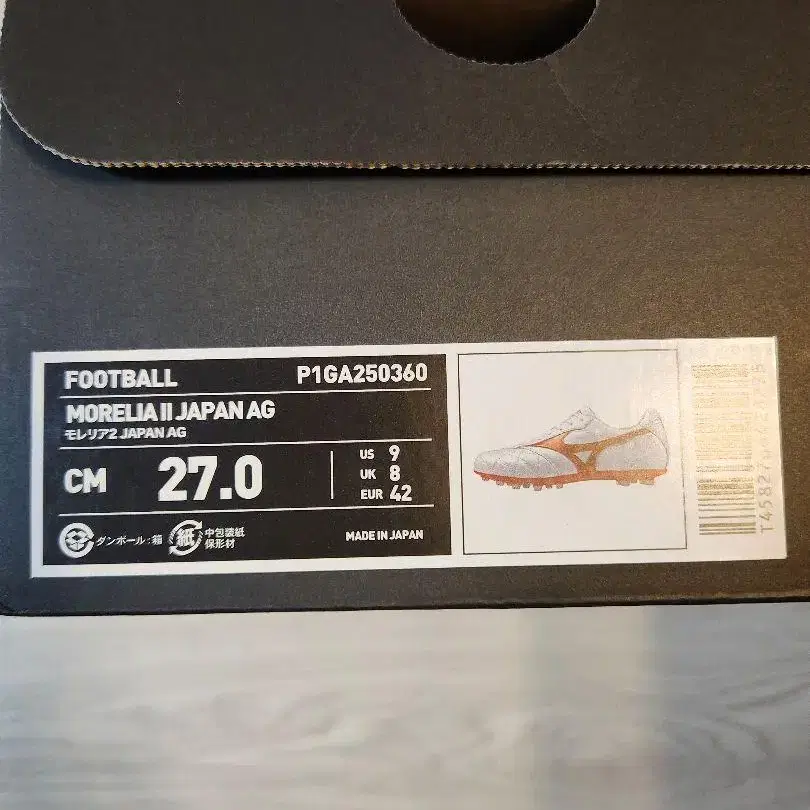 FOOTBALL P1GA250360
MORELIA II JAPAN AG
モレリア2 JAPAN AG
CM 27.0
US 9
UK 8
EUR 42
ダンボール:箱 紙 中包装紙
保形材
MADE IN JAPAN